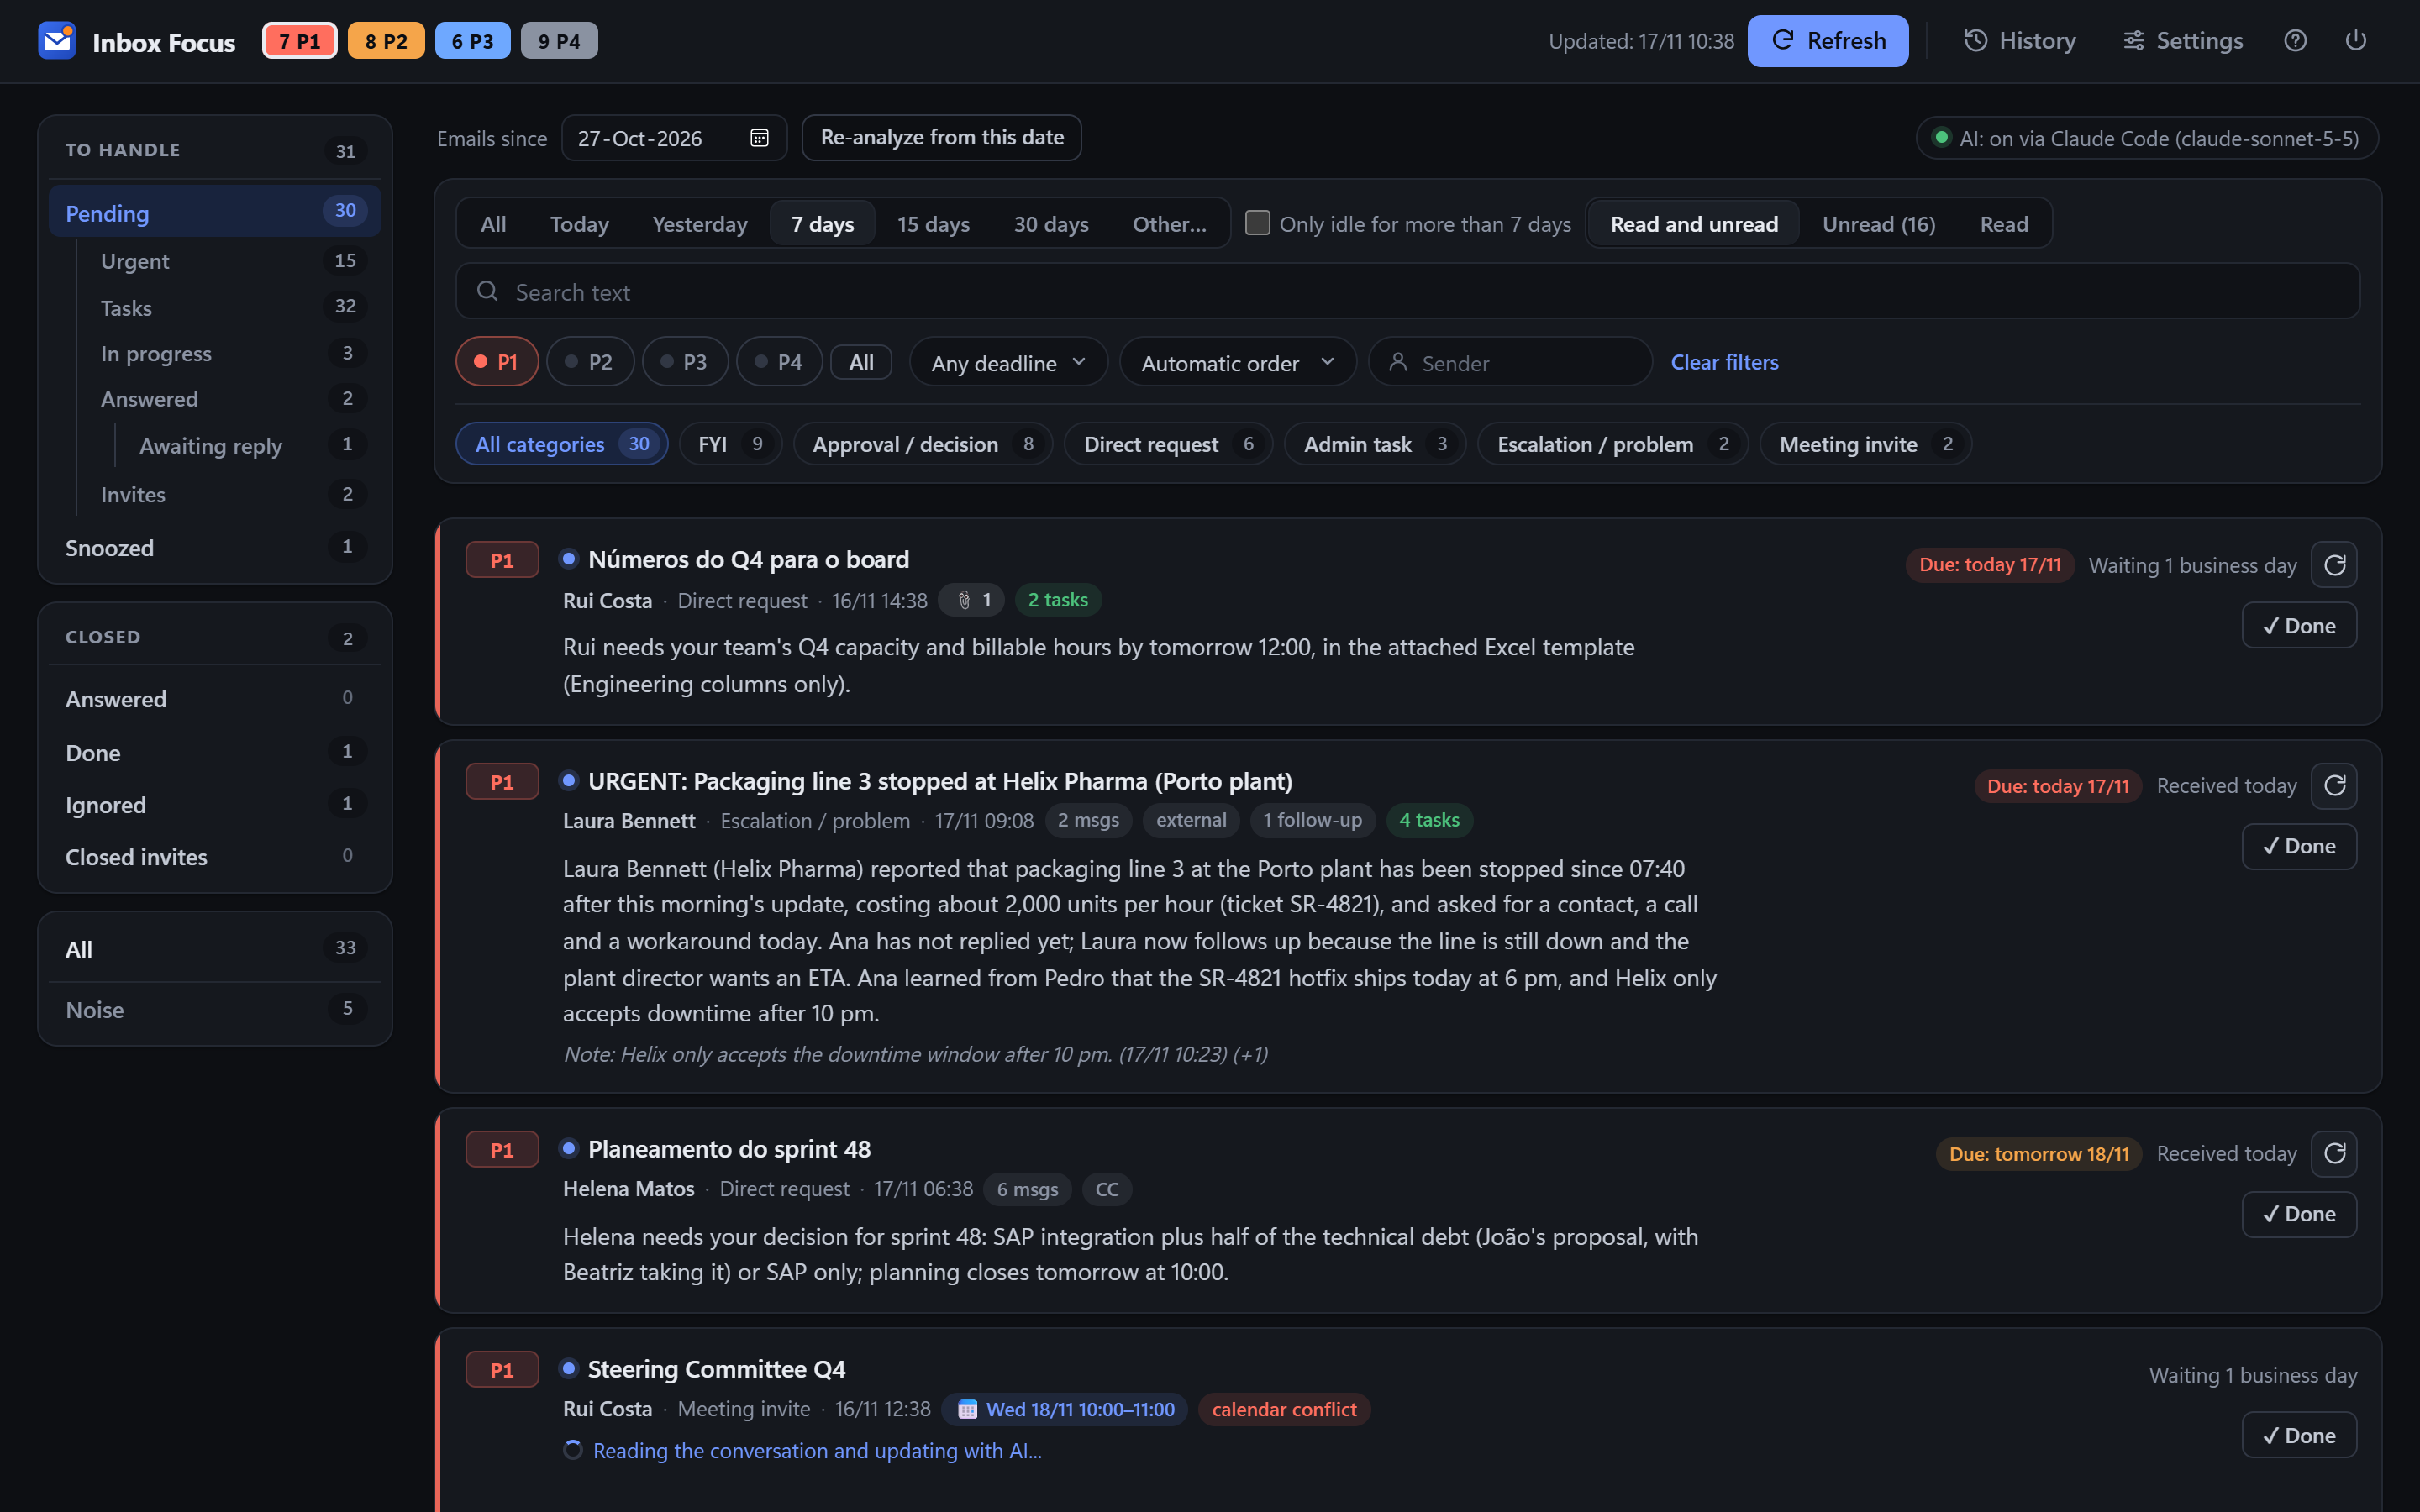 Inbox Focus
7 P1
8 P2
6 P3
9 P4
Updated: 17/11 10:38
Refresh
History
Settings
TO HANDLE 31
Pending 30
Urgent 15
Tasks 32
In progress 3
Answered 2
Awaiting reply 1
Invites 2
Snoozed 1
CLOSED 2
Answered 0
Done 1
Ignored 1
Closed invites 0
All 33
Noise 5
Emails since 27-Oct-2026 Re-analyze from this date
AI: on via Claude Code (claude-sonnet-5-5)
All Today Yesterday 7 days 15 days 30 days Other... Only idle for more than 7 days Read and unread Unread (16) Read
Search text
P1 P2 P3 P4 All Any deadline Automatic order Sender Clear filters
All categories 30 FYI 9 Approval / decision 8 Direct request 6 Admin task 3 Escalation / problem 2 Meeting invite 2
P1 Números do Q4 para o board Due: today 17/11 Waiting 1 business day
Rui Costa · Direct request · 16/11 14:38 1 2 tasks
✓ Done
Rui needs your team's Q4 capacity and billable hours by tomorrow 12:00, in the attached Excel template
(Engineering columns only).
P1 URGENT: Packaging line 3 stopped at Helix Pharma (Porto plant) Due: today 17/11 Received today
Laura Bennett · Escalation / problem · 17/11 09:08 2 msgs external 1 follow-up 4 tasks
✓ Done
Laura Bennett (Helix Pharma) reported that packaging line 3 at the Porto plant has been stopped since 07:40
after this morning's update, costing about 2,000 units per hour (ticket SR-4821), and asked for a contact, a call
and a workaround today. Ana has not replied yet; Laura now follows up because the line is still down and the
plant director wants an ETA. Ana learned from Pedro that the SR-4821 hotfix ships today at 6 pm, and Helix only
accepts downtime after 10 pm.
Note: Helix only accepts the downtime window after 10 pm. (17/11 10:23) (+1)
P1 Planeamento do sprint 48 Due: tomorrow 18/11 Received today
Helena Matos · Direct request · 17/11 06:38 6 msgs CC
✓ Done
Helena needs your decision for sprint 48: SAP integration plus half of the technical debt (João's proposal, with
Beatriz taking it) or SAP only; planning closes tomorrow at 10:00.
P1 Steering Committee Q4 Waiting 1 business day
Rui Costa · Meeting invite · 16/11 12:38 Wed 18/11 10:00–11:00 calendar conflict
✓ Done
Reading the conversation and updating with AI...